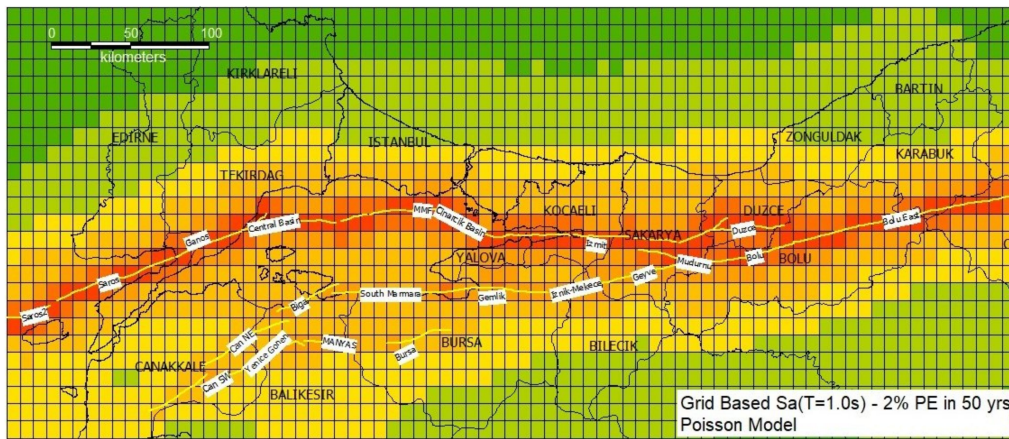 0 50 100
kilometers
KIRKLARELI
BARTIN
EDIRNE
ISTANBUL
ZONGULDAK
KARABUK
TEKIRDAG
MMF
KOCAELI
DUZCE
Bolu East
Central Basin
Cinarcik Basin
Duzce
Ganos
Izmit
SAKARYA
YALOVA
Mudurnu
Bolu
BOLU
Saros
Geyve
Iznik-Mekece
South Marmara
Gemlik
Biga
Saros2
Can NE
MANYAS
BURSA
BILECIK
Yenice Gonen
Bursa
CANAKKALE
Can SW
BALIKESIR
Grid Based Sa(T=1.0s) - 2% PE in 50 yrs
Poisson Model